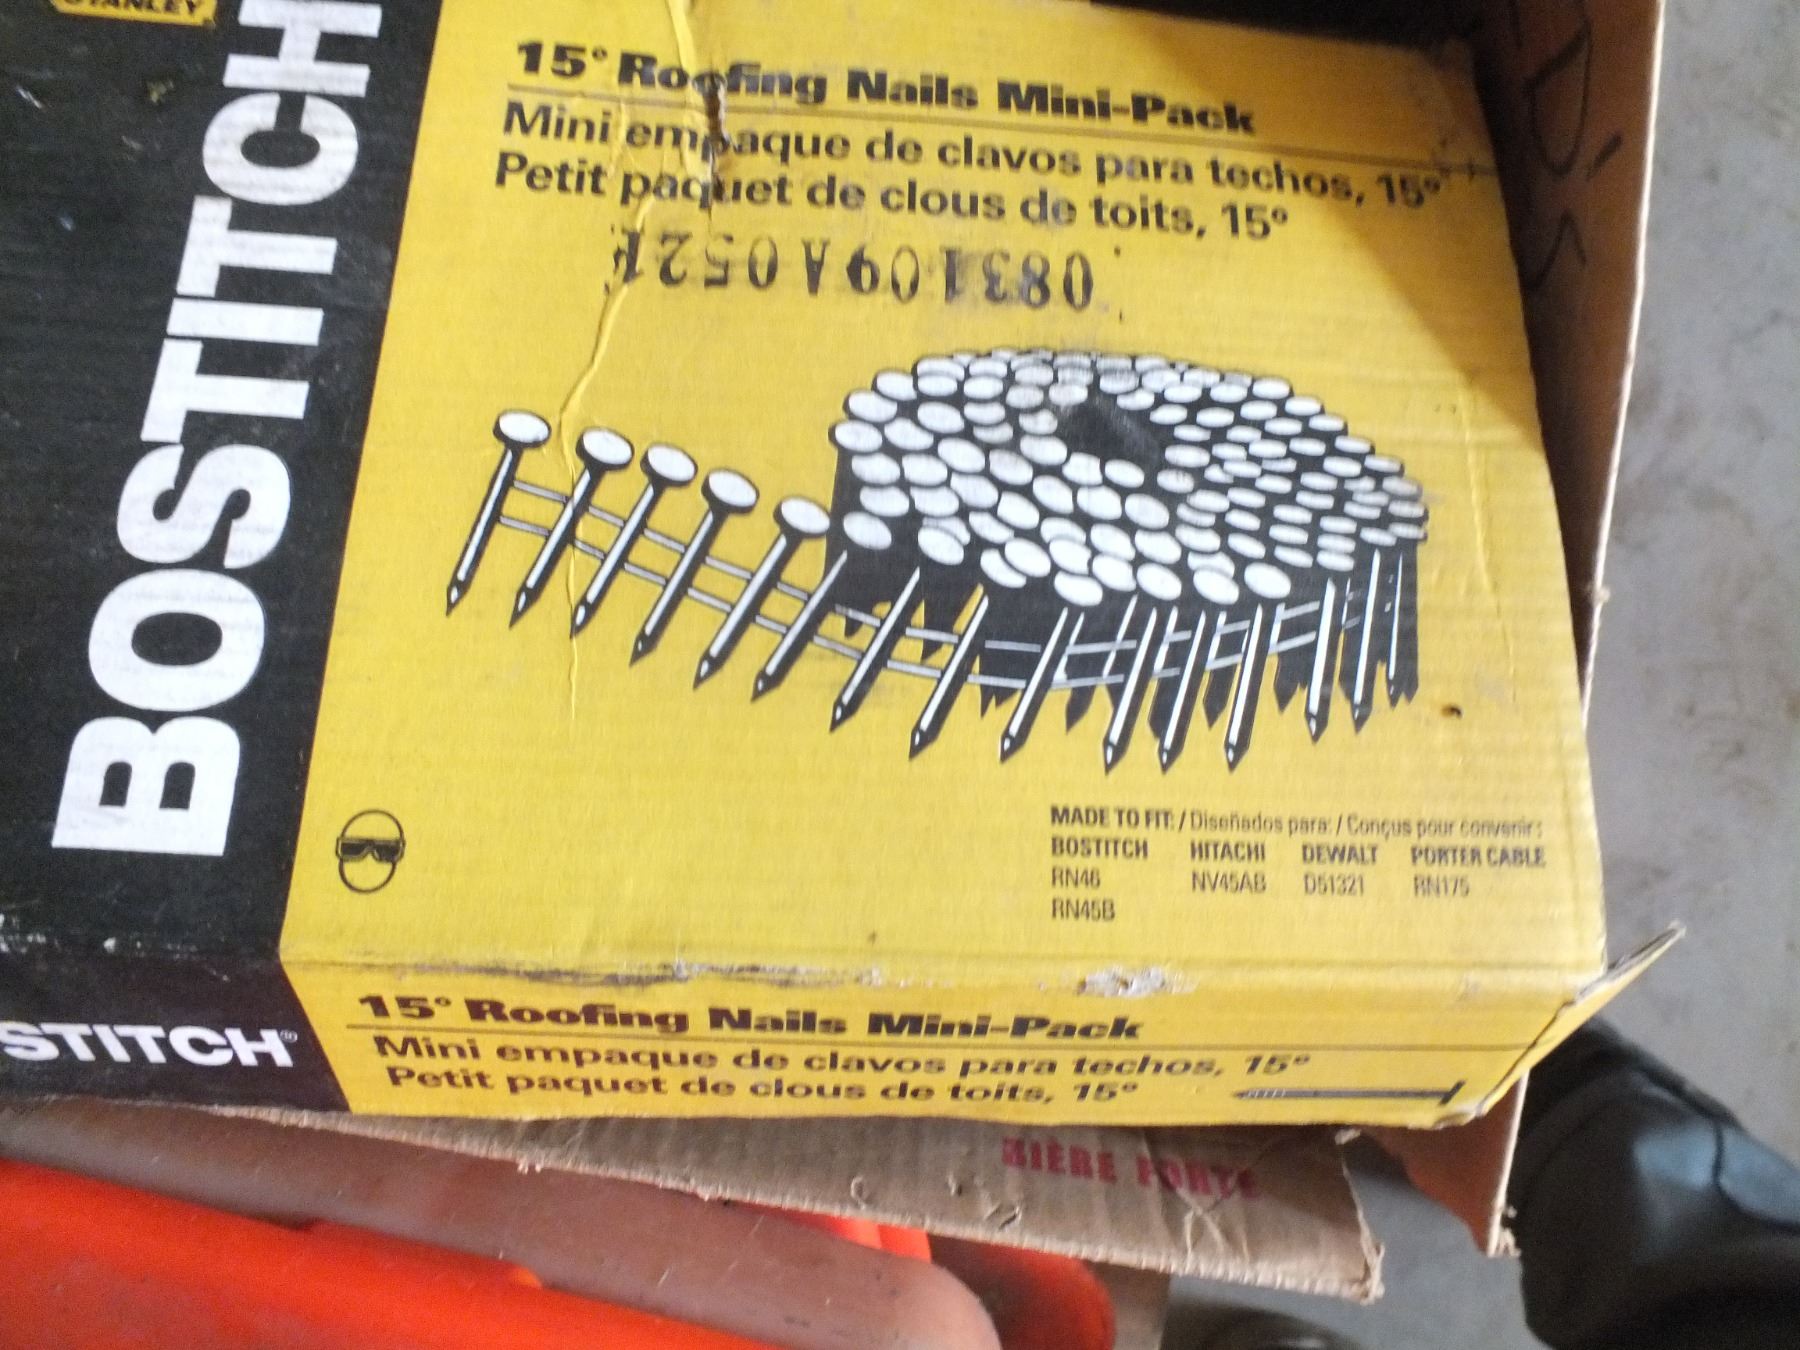 STANLEY
BOSTITCH
15° Roofing Nails Mini-Pack
Mini empaque de clavos para techos, 15°
Petit paquet de clous de toits, 15°
083109A0521
MADE TO FIT: / Diseñados para: / Conçus pour convenir:
BOSTITCH HITACHI DEWALT PORTER CABLE
RN46 NV45AB D51321 RN175
RN45B
STITCH®
15° Roofing Nails Mini-Pack
Mini empaque de clavos para techos, 15°
Petit paquet de clous de toits, 15°
BIÈRE FORTE